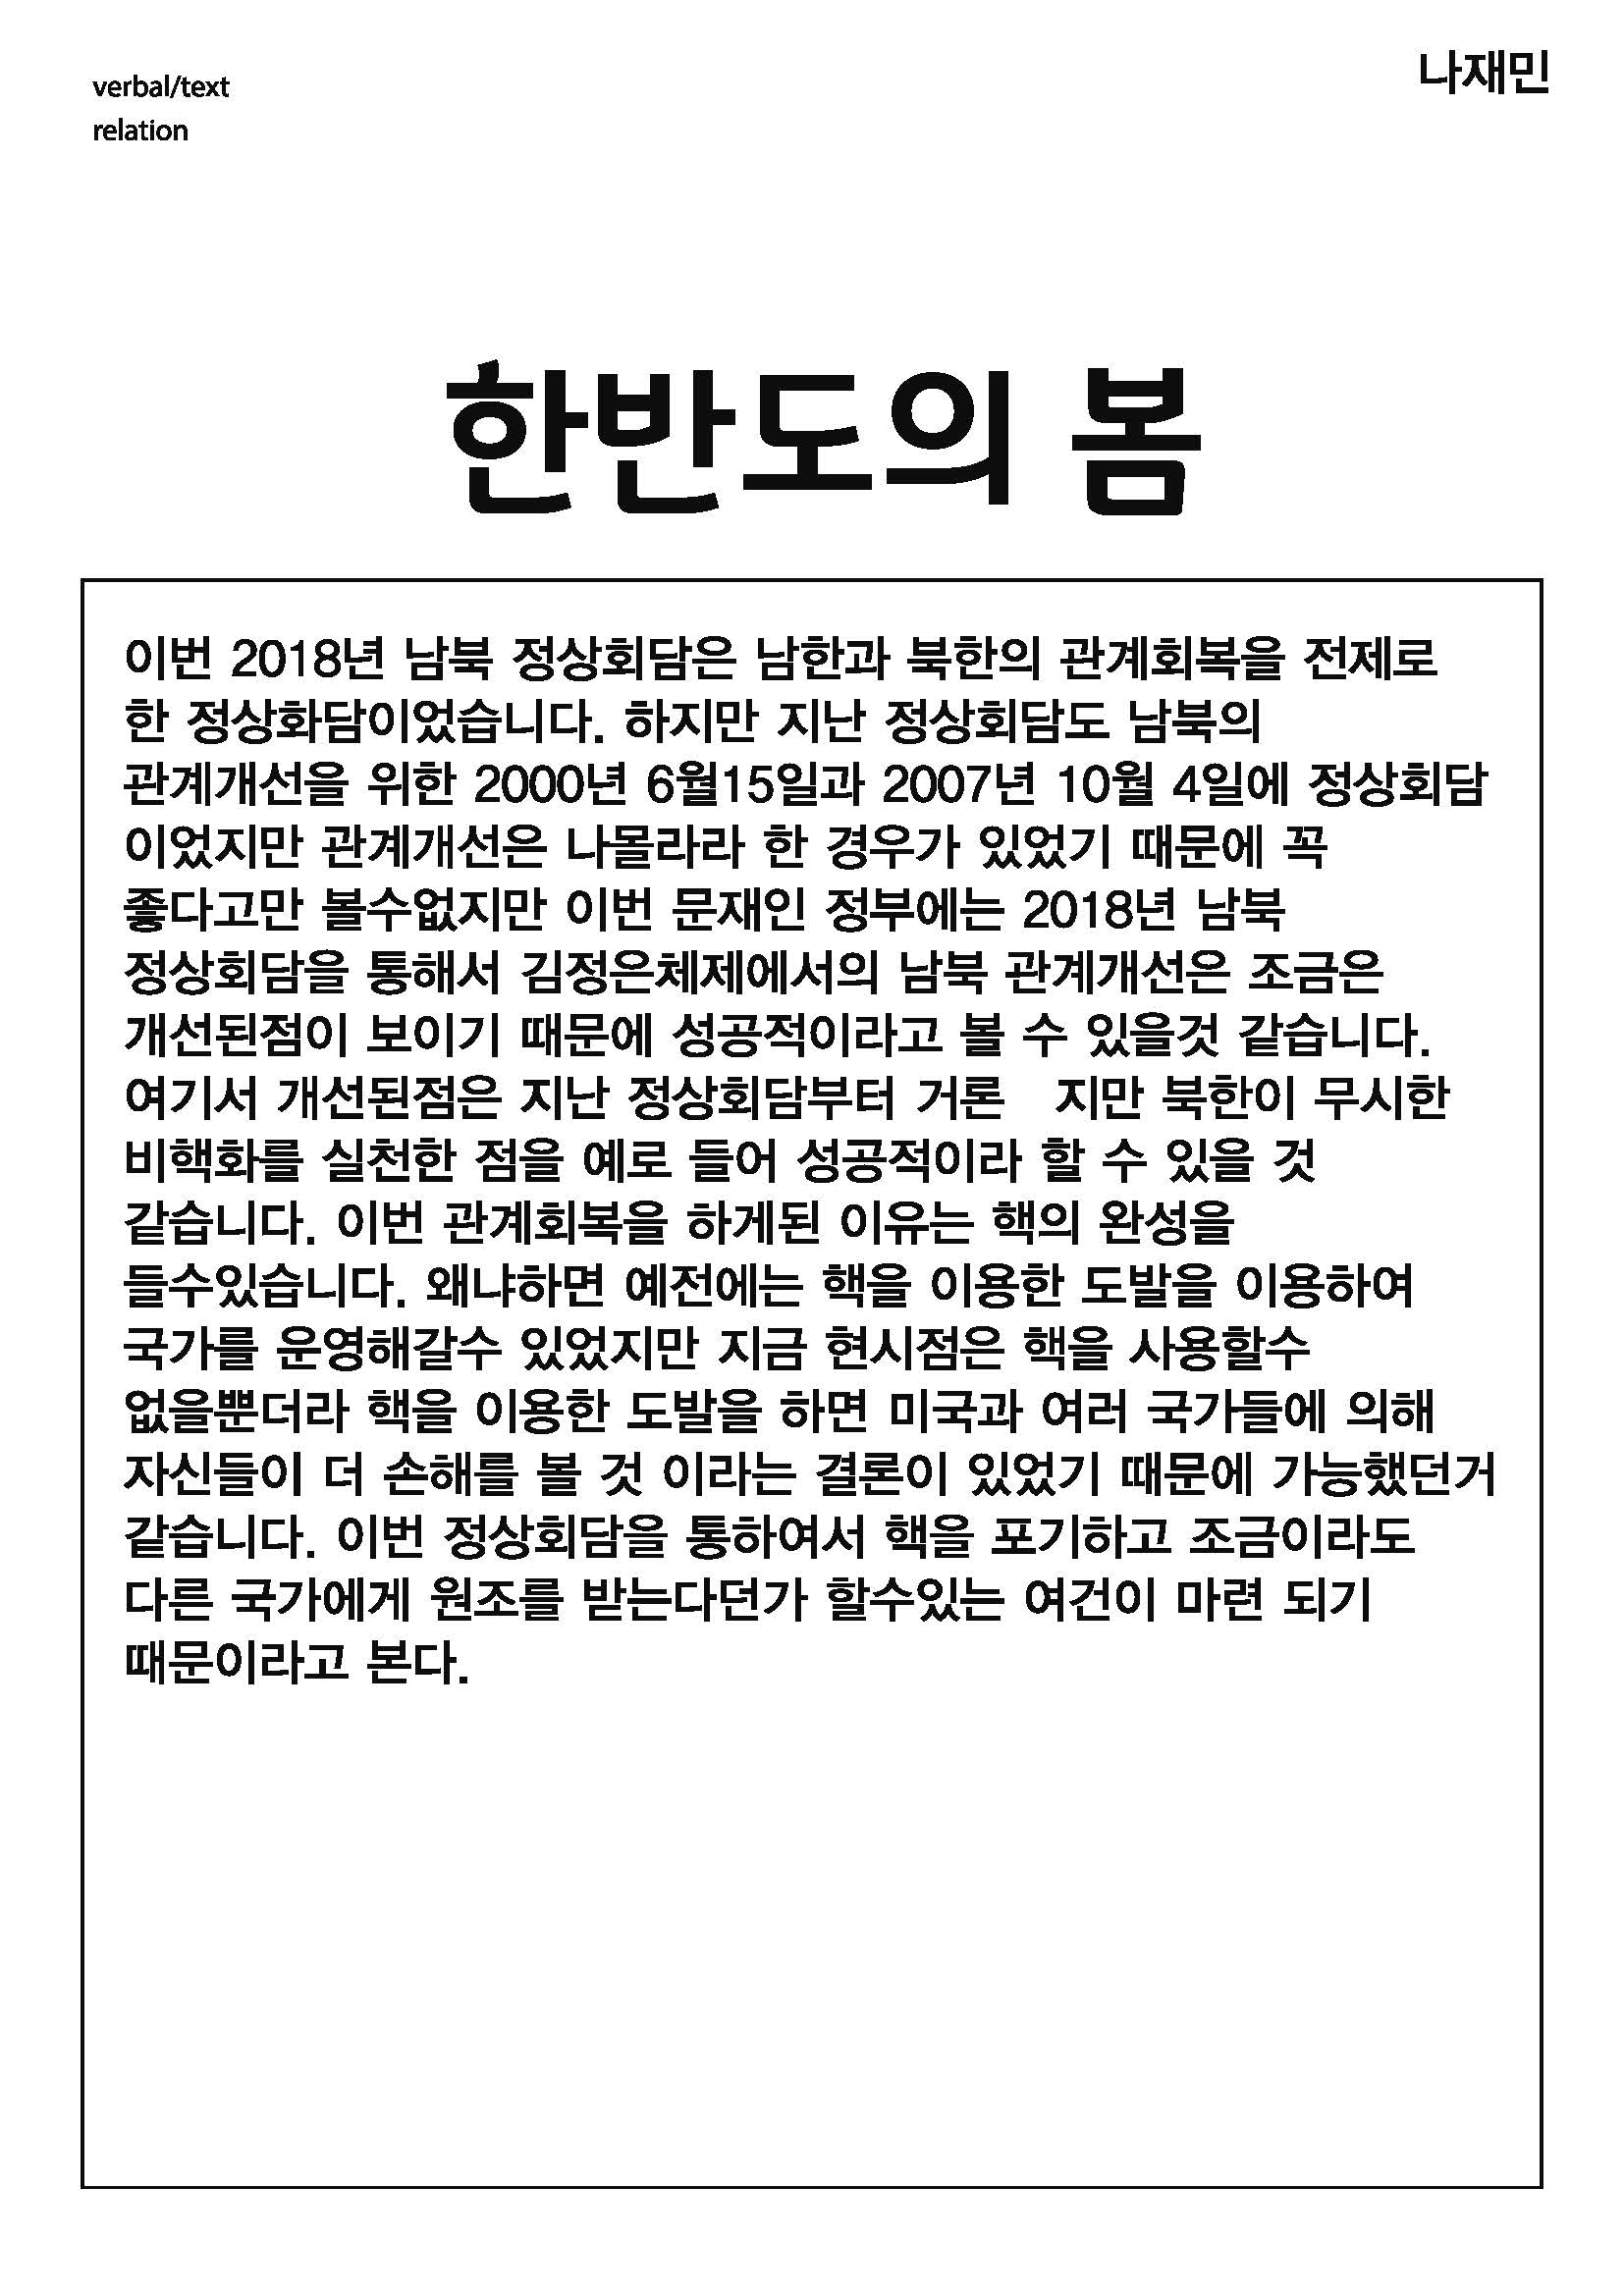 verbal/text
relation
나재민
한반도의 봄
이번 2018년 남북 정상회담은 남한과 북한의 관계회복을 전제로
한 정상화담이었습니다. 하지만 지난 정상회담도 남북의
관계개선을 위한 2000년 6월15일과 2007년 10월 4일에 정상회담
이었지만 관계개선은 나몰라라 한 경우가 있었기 때문에 꼭
좋다고만 볼수없지만 이번 문재인 정부에는 2018년 남북
정상회담을 통해서 김정은체제에서의 남북 관계개선은 조금은
개선된점이 보이기 때문에 성공적이라고 볼 수 있을것 같습니다.
여기서 개선된점은 지난 정상회담부터 거론 지만 북한이 무시한
비핵화를 실천한 점을 예로 들어 성공적이라 할 수 있을 것
같습니다. 이번 관계회복을 하게된 이유는 핵의 완성을
들수있습니다. 왜냐하면 예전에는 핵을 이용한 도발을 이용하여
국가를 운영해갈수 있었지만 지금 현시점은 핵을 사용할수
없을뿐더라 핵을 이용한 도발을 하면 미국과 여러 국가들에 의해
자신들이 더 손해를 볼 것 이라는 결론이 있었기 때문에 가능했던거
같습니다. 이번 정상회담을 통하여서 핵을 포기하고 조금이라도
다른 국가에게 원조를 받는다던가 할수있는 여건이 마련 되기
때문이라고 본다.